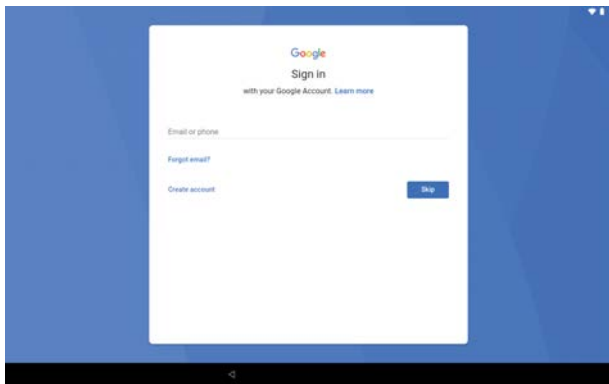 Google
Sign in
with your Google Account. Learn more
Email or phone
Forgot email?
Create account
Skip